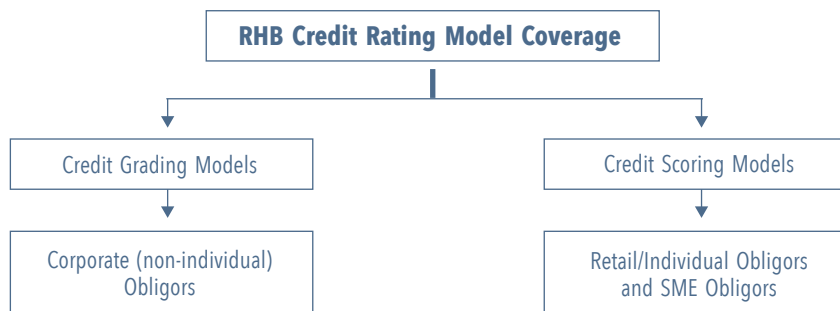 RHB Credit Rating Model Coverage
Credit Grading Models
Credit Scoring Models
Corporate (non-individual)
Obligors
Retail/Individual Obligors
and SME Obligors